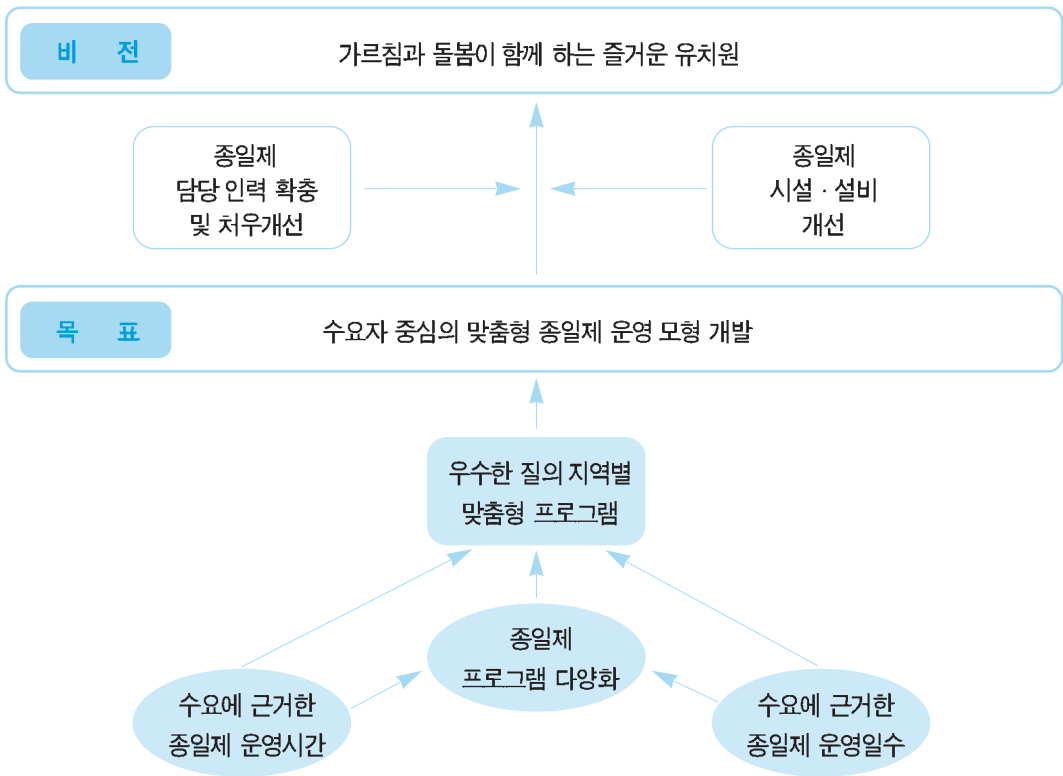 비 전
가르침과 돌봄이 함께 하는 즐거운 유치원
종일제
담당 인력 확충
및 처우개선
종일제
시설 · 설비
개선
목 표
수요자 중심의 맞춤형 종일제 운영 모형 개발
우수한 질의 지역별
맞춤형 프로그램
종일제
프로그램 다양화
수요에 근거한
종일제 운영시간
수요에 근거한
종일제 운영일수